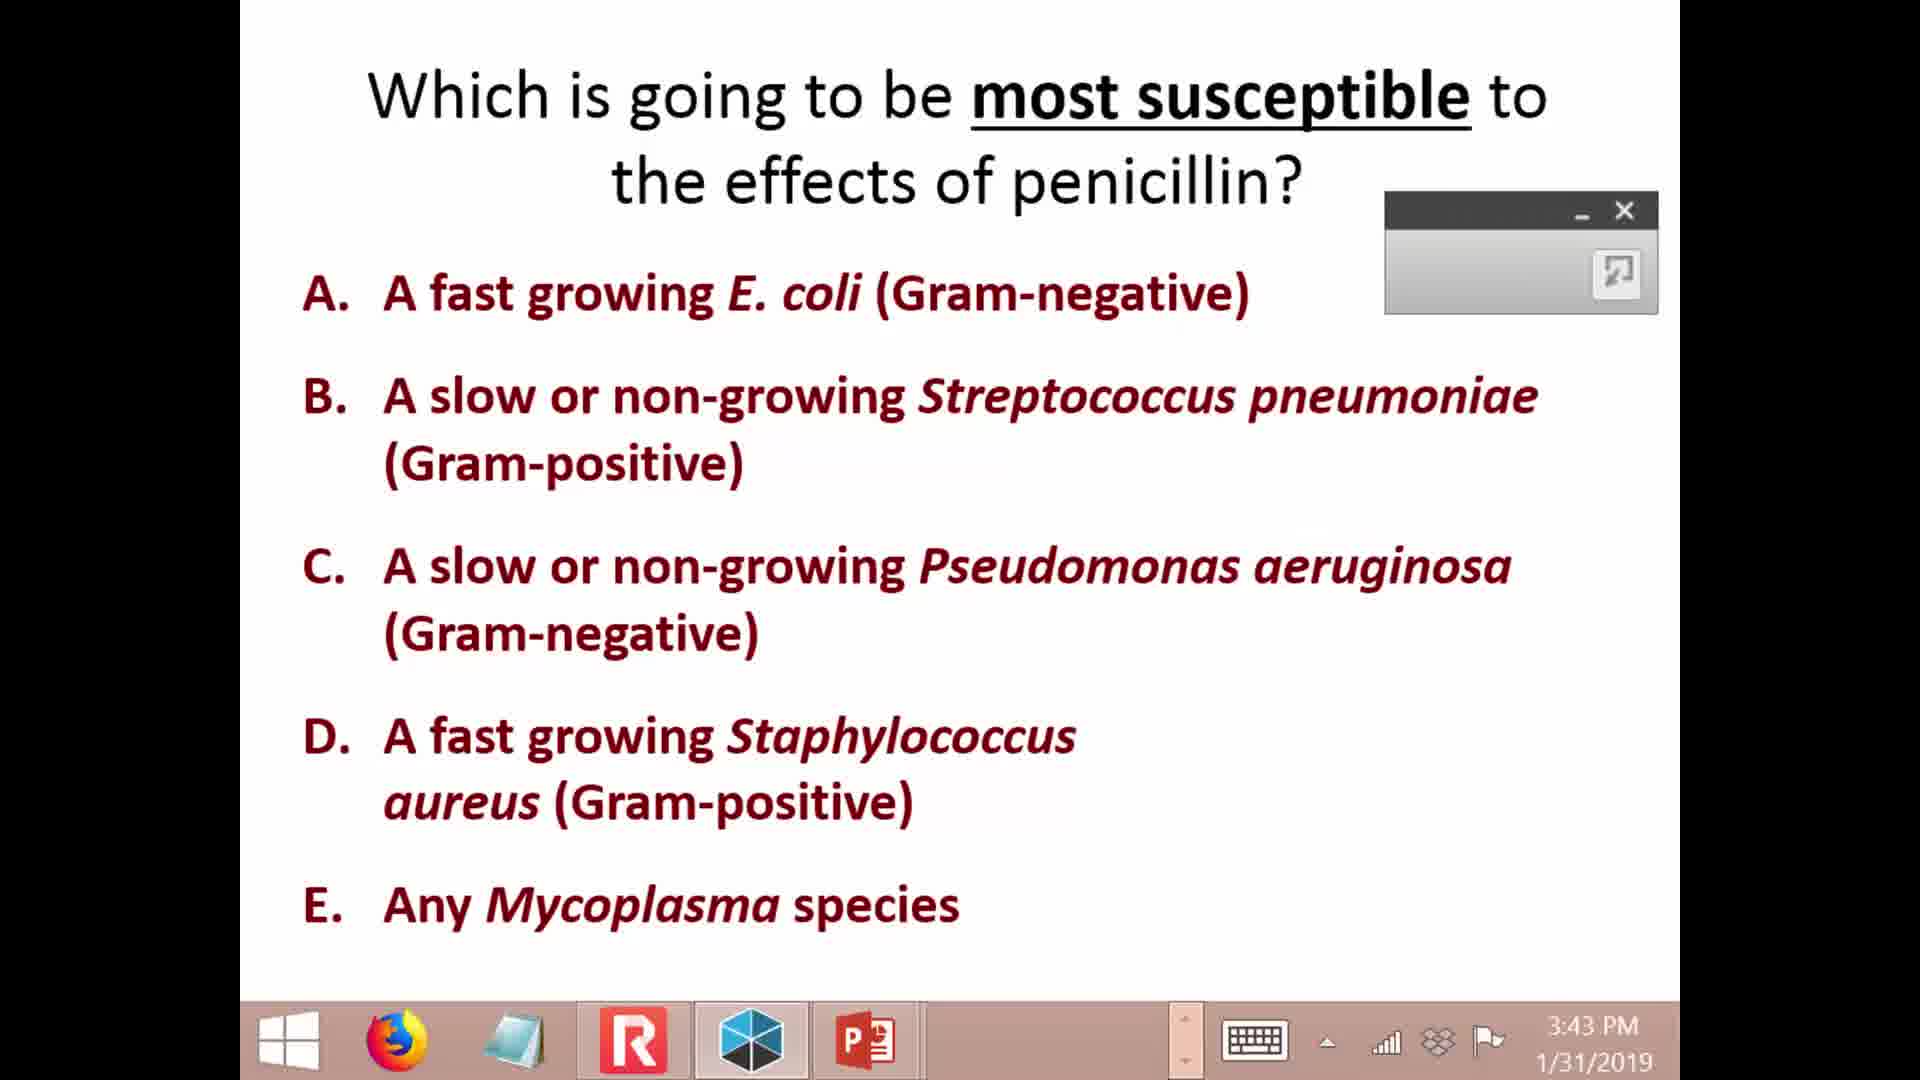 Which is going to be most susceptible to
the effects of penicillin?
A. A fast growing E. coli (Gram-negative)
B. A slow or non-growing Streptococcus pneumoniae
(Gram-positive)
C. A slow or non-growing Pseudomonas aeruginosa
(Gram-negative)
D. A fast growing Staphylococcus
aureus (Gram-positive)
E. Any Mycoplasma species
R
P
3:43 PM
1/31/2019